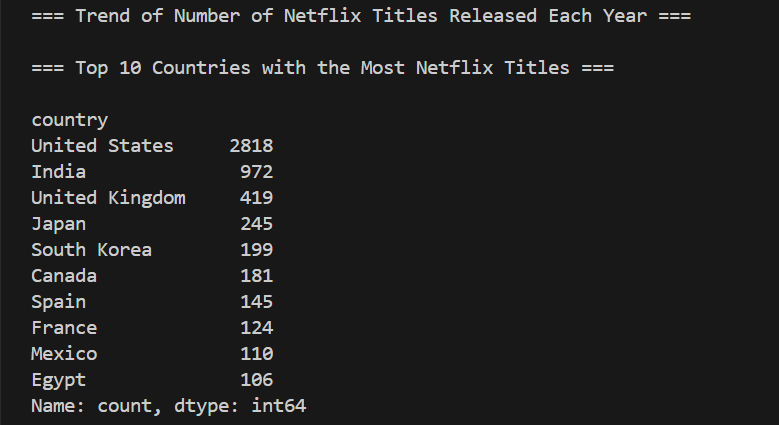 === Trend of Number of Netflix Titles Released Each Year ===
=== Top 10 Countries with the Most Netflix Titles ===
country
United States     2818
India              972
United Kingdom     419
Japan              245
South Korea        199
Canada             181
Spain              145
France             124
Mexico             110
Egypt              106
Name: count, dtype: int64